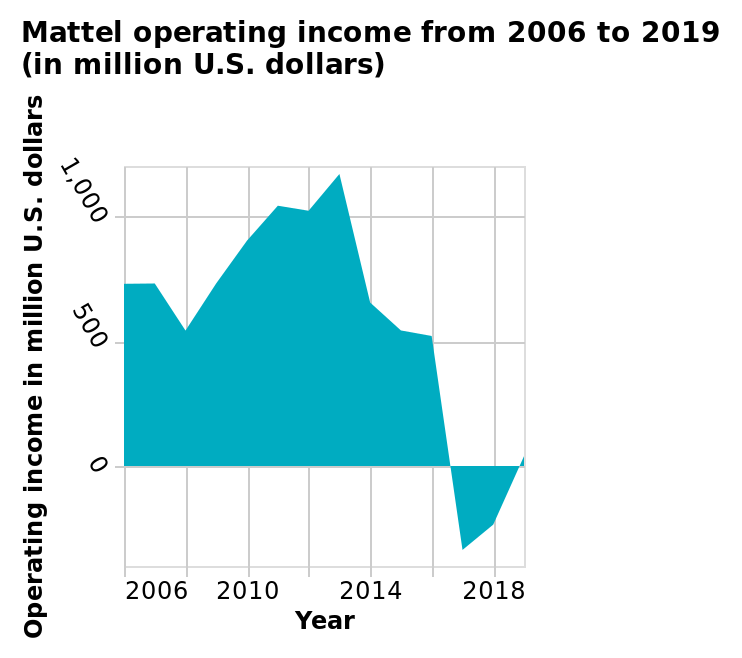 Mattel operating income from 2006 to 2019
(in million U.S. dollars)
Operating income in million U.S. dollars
1,000
500
0
2006 2010 2014 2018
Year